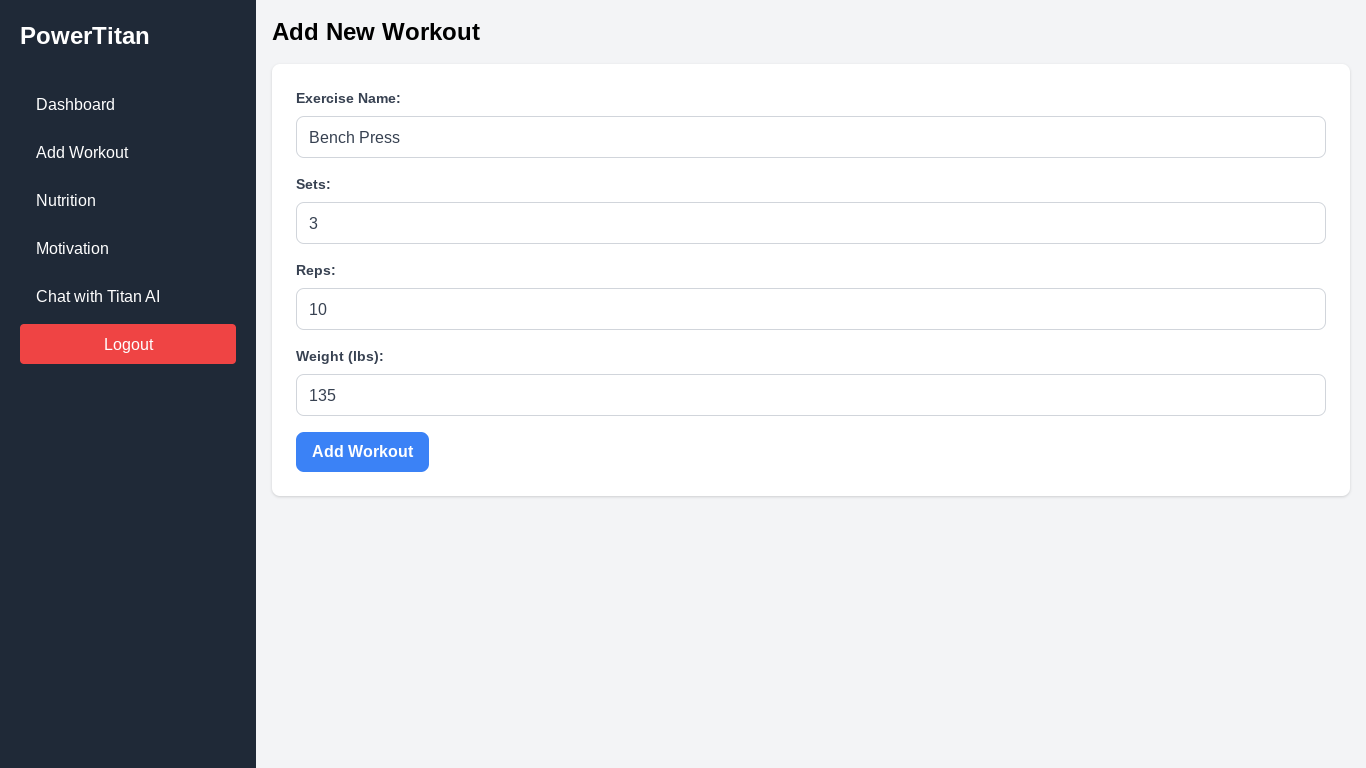 PowerTitan
Dashboard
Add Workout
Nutrition
Motivation
Chat with Titan AI
Logout
Add New Workout
Exercise Name:
Bench Press
Sets:
3
Reps:
10
Weight (lbs):
135
Add Workout